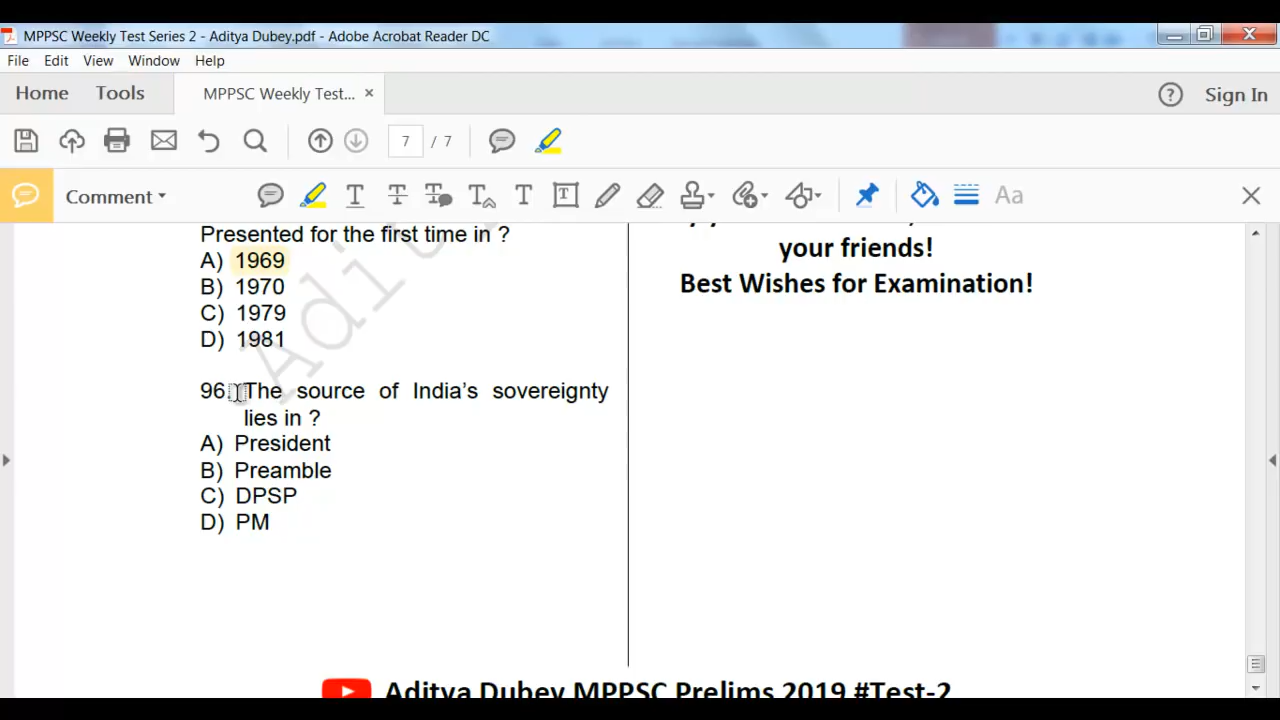 MPPSC Weekly Test Series 2 - Aditya Dubey.pdf - Adobe Acrobat Reader DC
File Edit View Window Help
Home Tools MPPSC Weekly Test... × ? Sign In
7 / 7
Comment T T T T T T Aa
Presented for the first time in ?
A) 1969
B) 1970
C) 1979
D) 1981
96. The source of India’s sovereignty
lies in ?
A) President
B) Preamble
C) DPSP
D) PM
your friends!
Best Wishes for Examination!
Adi
Aditya Dubey MPPSC Prelims 2019 #Test-2